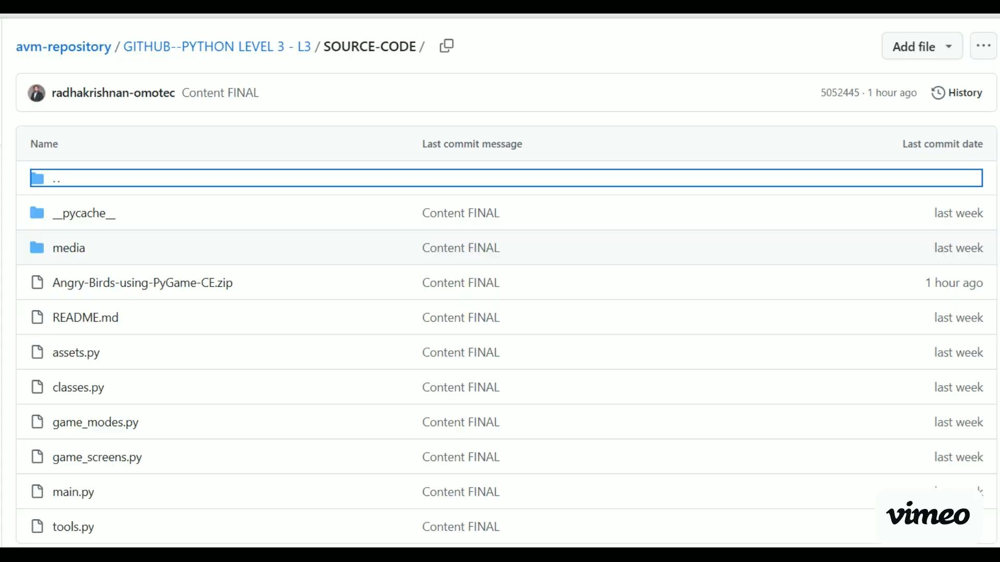 avm-repository / GITHUB--PYTHON LEVEL 3 - L3 / SOURCE-CODE /
Add file
radhakrishnan-omotec Content FINAL 5052445 · 1 hour ago History
Name Last commit message Last commit date
..
__pycache__ Content FINAL last week
media Content FINAL last week
Angry-Birds-using-PyGame-CE.zip Content FINAL 1 hour ago
README.md Content FINAL last week
assets.py Content FINAL last week
classes.py Content FINAL last week
game_modes.py Content FINAL last week
game_screens.py Content FINAL last week
main.py Content FINAL
tools.py Content FINAL
vimeo